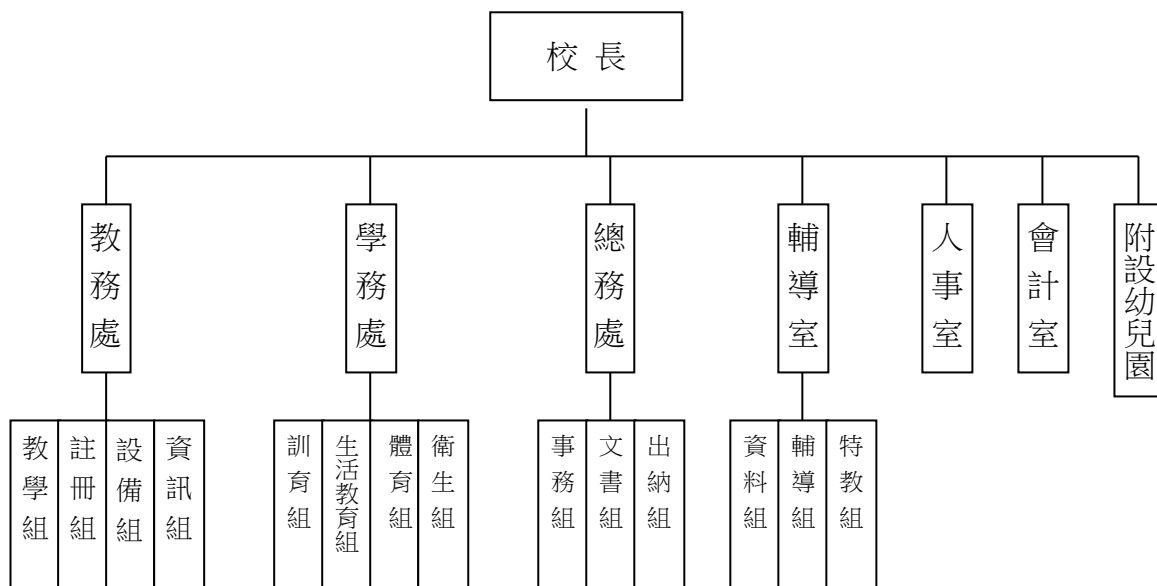 校長
教務處
學務處
總務處
輔導室
人事室
會計室
附設幼兒園
教學組
註冊組
設備組
資訊組
訓育組
生活教育組
體育組
衛生組
事務組
文書組
出納組
資料組
輔導組
特教組